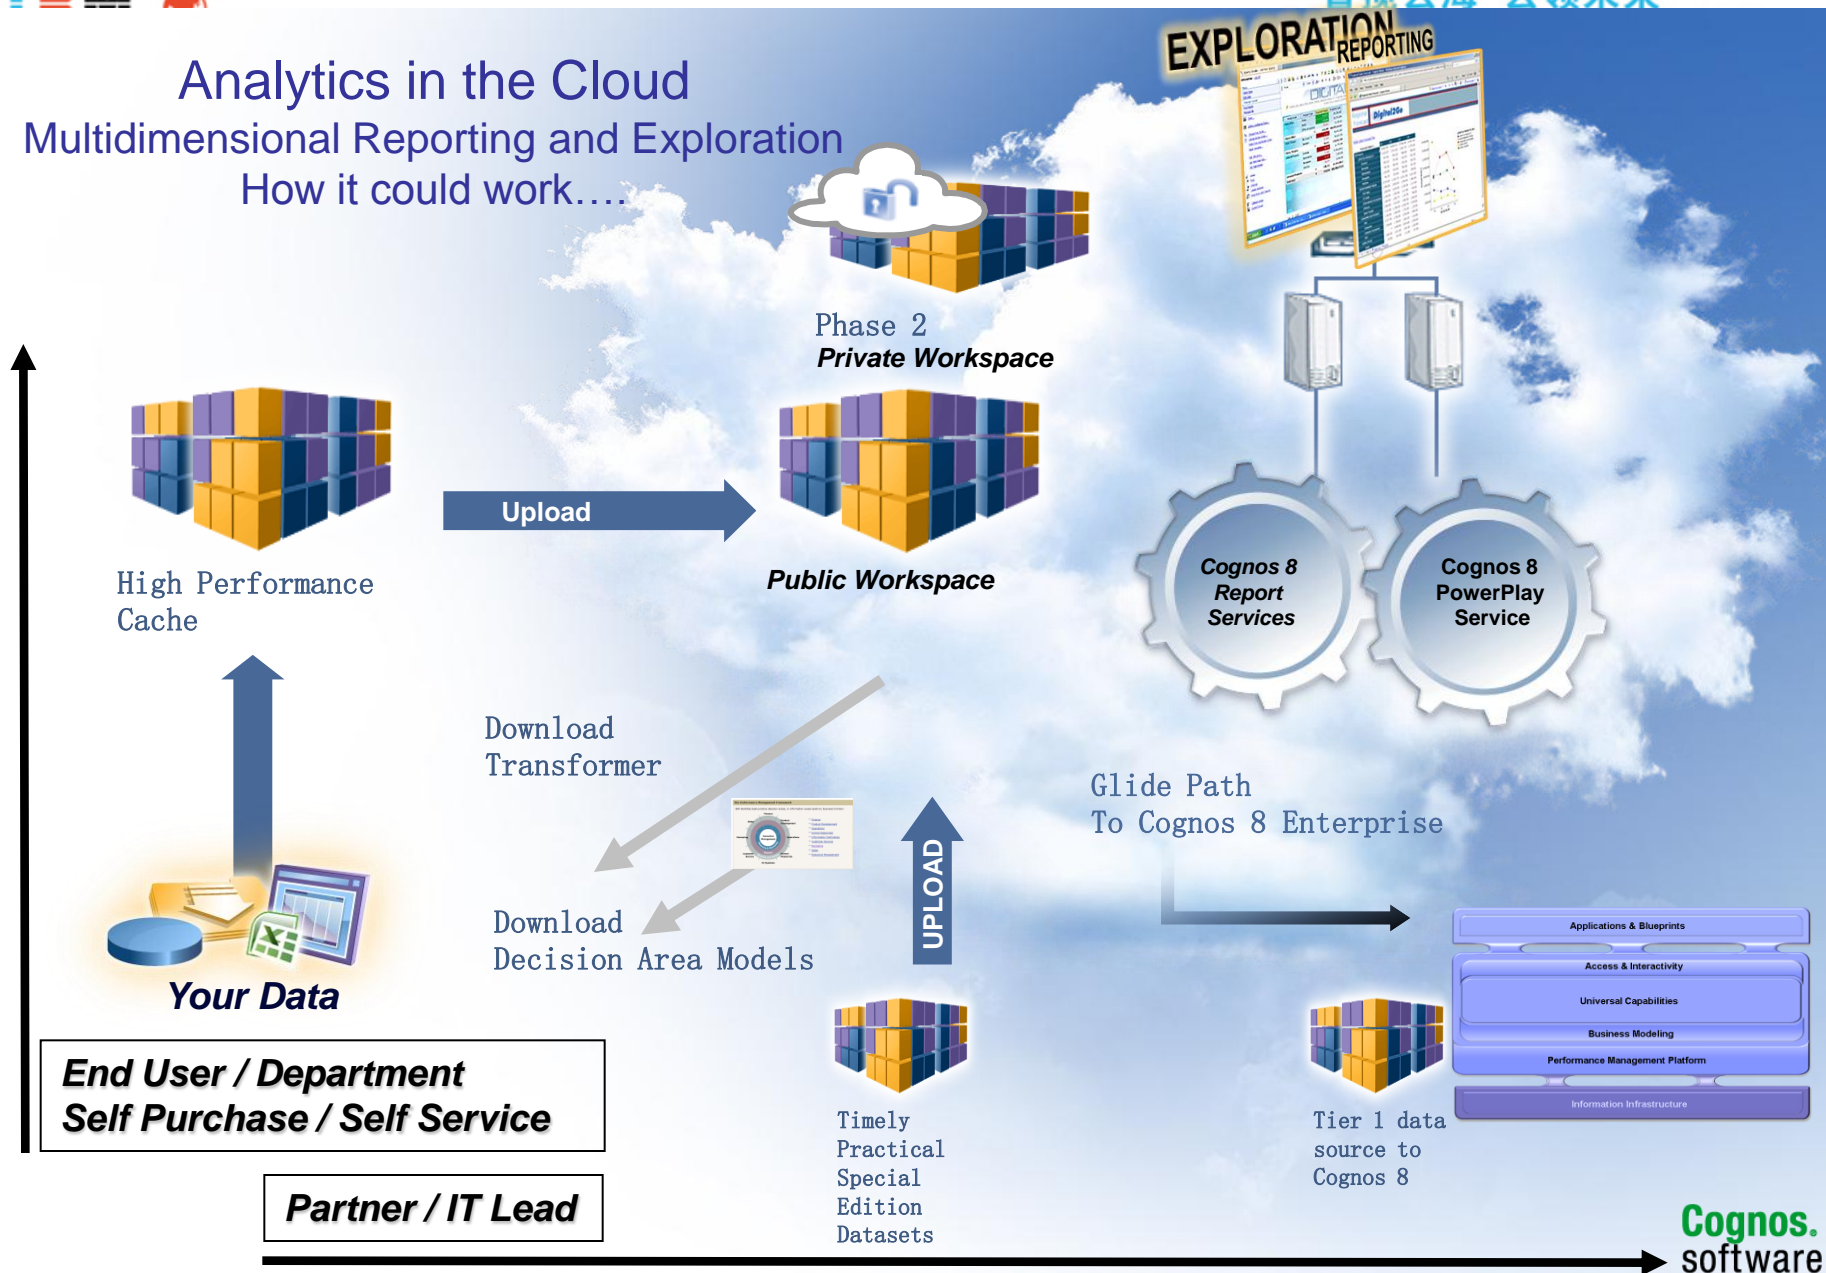 Analytics in the Cloud
Multidimensional Reporting and Exploration
How it could work....
EXPLORATION
REPORTING
Phase 2
Private Workspace
Upload
High Performance
Cache
Public Workspace
Cognos 8
Report
Services
Cognos 8
PowerPlay
Service
Download
Transformer
Glide Path
To Cognos 8 Enterprise
UPLOAD
Download
Decision Area Models
Your Data
Applications & Blueprints
Access & Interactivity
Universal Capabilities
Business Modeling
Performance Management Platform
Information Infrastructure
End User / Department
Self Purchase / Self Service
Timely
Practical
Special
Edition
Datasets
Tier 1 data
source to
Cognos 8
Partner / IT Lead
Cognos.
software